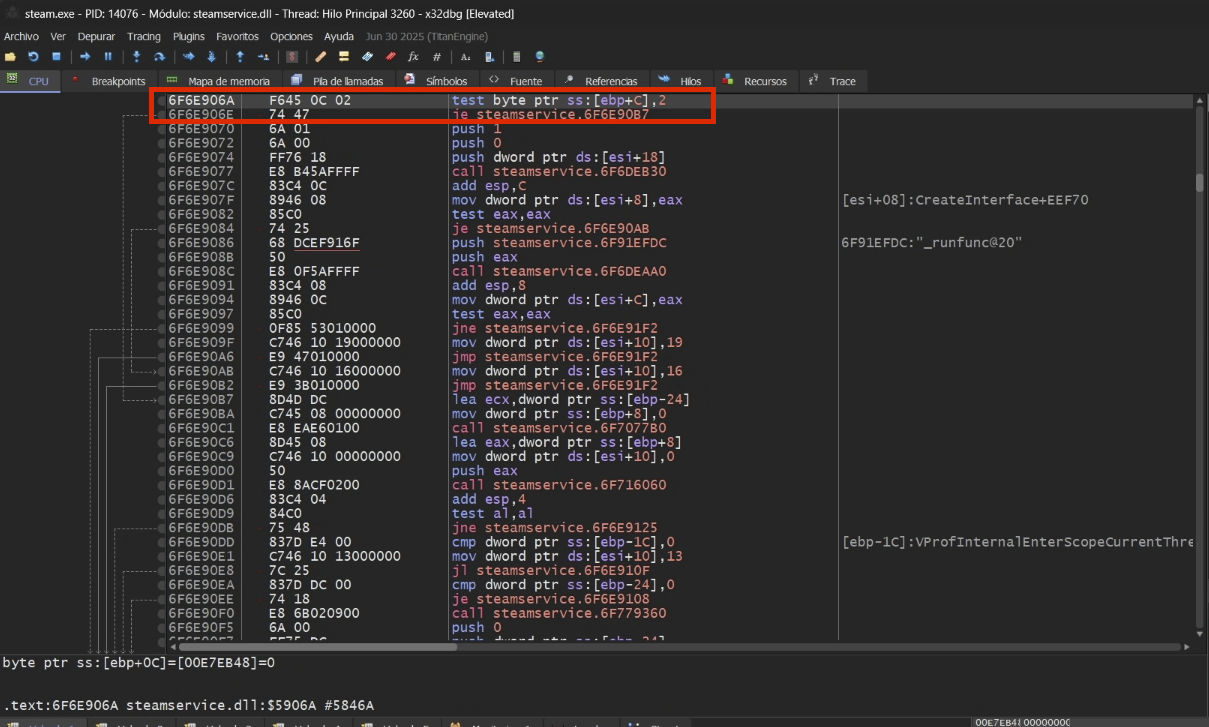 steam.exe - PID: 14076 - Módulo: steamservice.dll - Thread: Hilo Principal 3260 - x32dbg [Elevated]
Archivo Ver Depurar Tracing Plugins Favoritos Opciones Ayuda Jun 30 2025 (TitanEngine)
CPU Breakpoints Mapa de memoria Pila de llamadas Símbolos Fuente Referencias Hilos Recursos Trace
6F6E906A F645 0C 02 test byte ptr ss:[ebp+C],2
6F6E906E 74 47 je steamservice.6F6E90B7
6F6E9070 6A 01 push 1
6F6E9072 6A 00 push 0
6F6E9074 FF76 18 push dword ptr ds:[esi+18]
6F6E9077 E8 B45AFFFF call steamservice.6F6DEB30
6F6E907C 83C4 0C add esp,C
6F6E907F 8946 08 mov dword ptr ds:[esi+8],eax [esi+08]:CreateInterface+EEF70
6F6E9082 85C0 test eax,eax
6F6E9084 74 25 je steamservice.6F6E90AB
6F6E9086 68 DCEF916F push steamservice.6F91EFDC 6F91EFDC:"_runfunc@20"
6F6E908B 50 push eax
6F6E908C E8 0F5AFFFF call steamservice.6F6DEAA0
6F6E9091 83C4 08 add esp,8
6F6E9094 8946 0C mov dword ptr ds:[esi+C],eax
6F6E9097 85C0 test eax,eax
6F6E9099 0F85 53010000 jne steamservice.6F6E91F2
6F6E909F C746 10 19000000 mov dword ptr ds:[esi+10],19
6F6E90A6 E9 47010000 jmp steamservice.6F6E91F2
6F6E90AB C746 10 16000000 mov dword ptr ds:[esi+10],16
6F6E90B2 E9 3B010000 jmp steamservice.6F6E91F2
6F6E90B7 8D4D DC lea ecx,dword ptr ss:[ebp-24]
6F6E90BA C745 08 00000000 mov dword ptr ss:[ebp+8],0
6F6E90C1 E8 EAE60100 call steamservice.6F7077B0
6F6E90C6 8D45 08 lea eax,dword ptr ss:[ebp+8]
6F6E90C9 C746 10 00000000 mov dword ptr ds:[esi+10],0
6F6E90D0 50 push eax
6F6E90D1 E8 8ACF0200 call steamservice.6F716060
6F6E90D6 83C4 04 add esp,4
6F6E90D9 84C0 test al,al
6F6E90DB 75 48 jne steamservice.6F6E9125
6F6E90DD 837D E4 00 cmp dword ptr ss:[ebp-1C],0 [ebp-1C]:VProfInternalEnterScopeCurrentThre
6F6E90E1 C746 10 13000000 mov dword ptr ds:[esi+10],13
6F6E90E8 7C 25 jl steamservice.6F6E910F
6F6E90EA 837D DC 00 cmp dword ptr ss:[ebp-24],0
6F6E90EE 74 18 je steamservice.6F6E9108
6F6E90F0 E8 6B020900 call steamservice.6F779360
6F6E90F5 6A 00 push 0
byte ptr ss:[ebp+0C]=[00E7EB48]=0
.text:6F6E906A steamservice.dll:$5906A #5846A